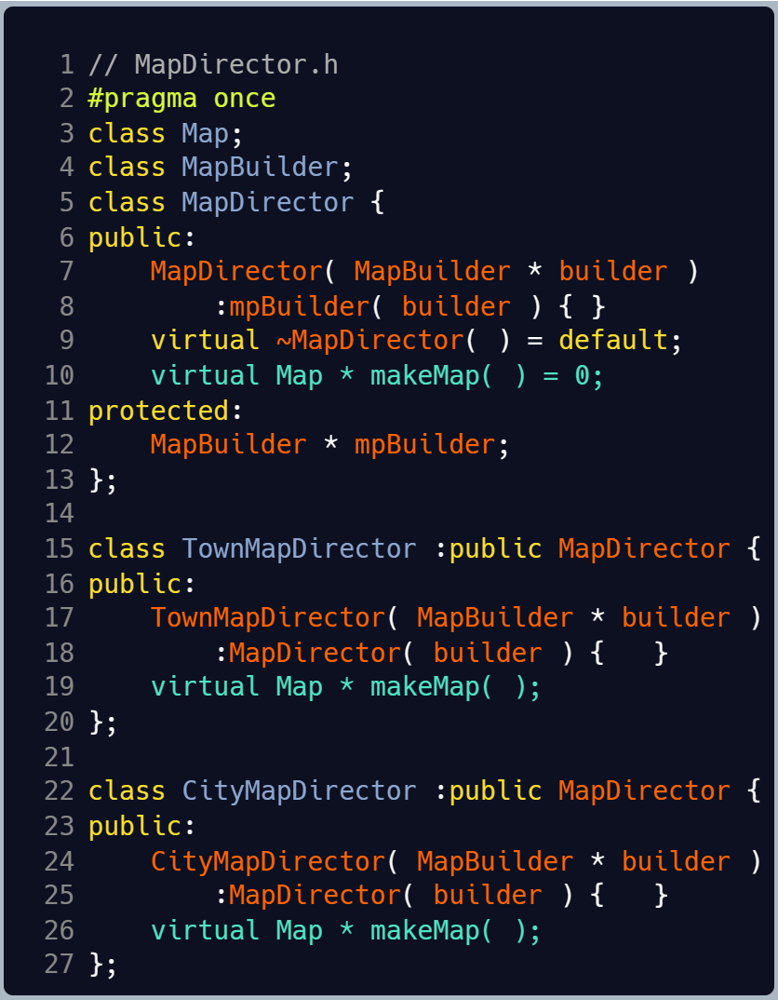 1 // MapDirector.h
2 #pragma once
3 class Map;
4 class MapBuilder;
5 class MapDirector {
6 public:
7     MapDirector( MapBuilder * builder )
8         :mpBuilder( builder ) { }
9     virtual ~MapDirector( ) = default;
10     virtual Map * makeMap( ) = 0;
11 protected:
12     MapBuilder * mpBuilder;
13 };
14
15 class TownMapDirector :public MapDirector {
16 public:
17     TownMapDirector( MapBuilder * builder )
18         :MapDirector( builder ) {   }
19     virtual Map * makeMap( );
20 };
21
22 class CityMapDirector :public MapDirector {
23 public:
24     CityMapDirector( MapBuilder * builder )
25         :MapDirector( builder ) {   }
26     virtual Map * makeMap( );
27 };